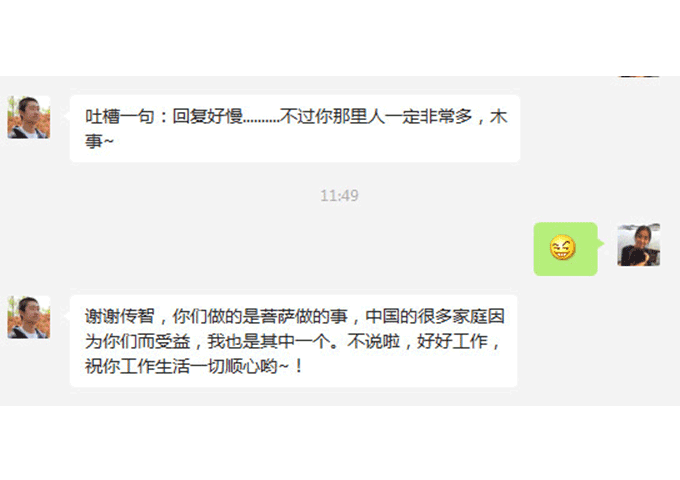 吐槽一句：回复好慢..........不过你那里人一定非常多，木
事~
11:49
谢谢传智，你们做的是菩萨做的事，中国的很多家庭因
为你们而受益，我也是其中一个。不说啦，好好工作，
祝你工作生活一切顺心哟~！